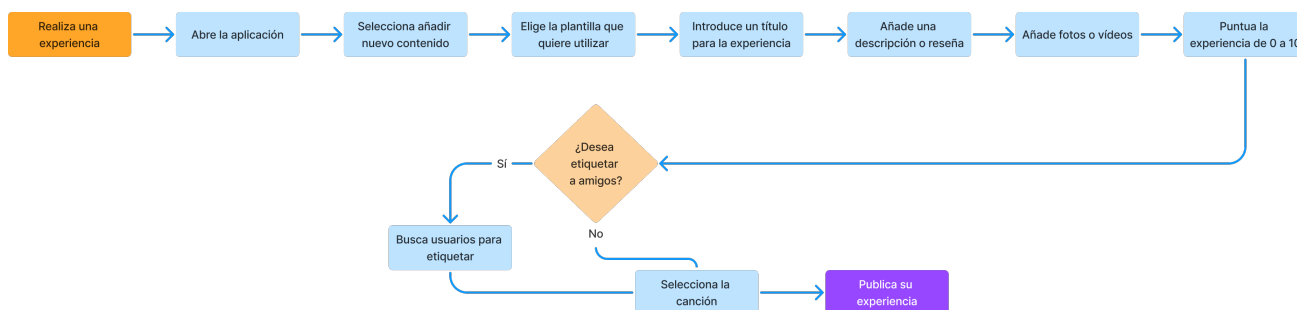 Realiza una
experiencia
Abre la aplicación
Selecciona añadir
nuevo contenido
Elige la plantilla que
quiere utilizar
Introduce un título
para la experiencia
Añade una
descripción o reseña
Añade fotos o vídeos
Puntua la
experiencia de 0 a 10
¿Desea
etiquetar
a amigos?
Sí
No
Busca usuarios para
etiquetar
Selecciona la
canción
Publica su
experiencia